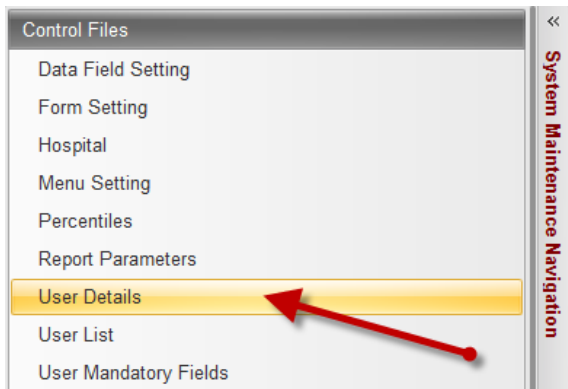 Control Files
Data Field Setting
Form Setting
Hospital
Menu Setting
Percentiles
Report Parameters
User Details
User List
User Mandatory Fields
«
System Maintenance Navigation